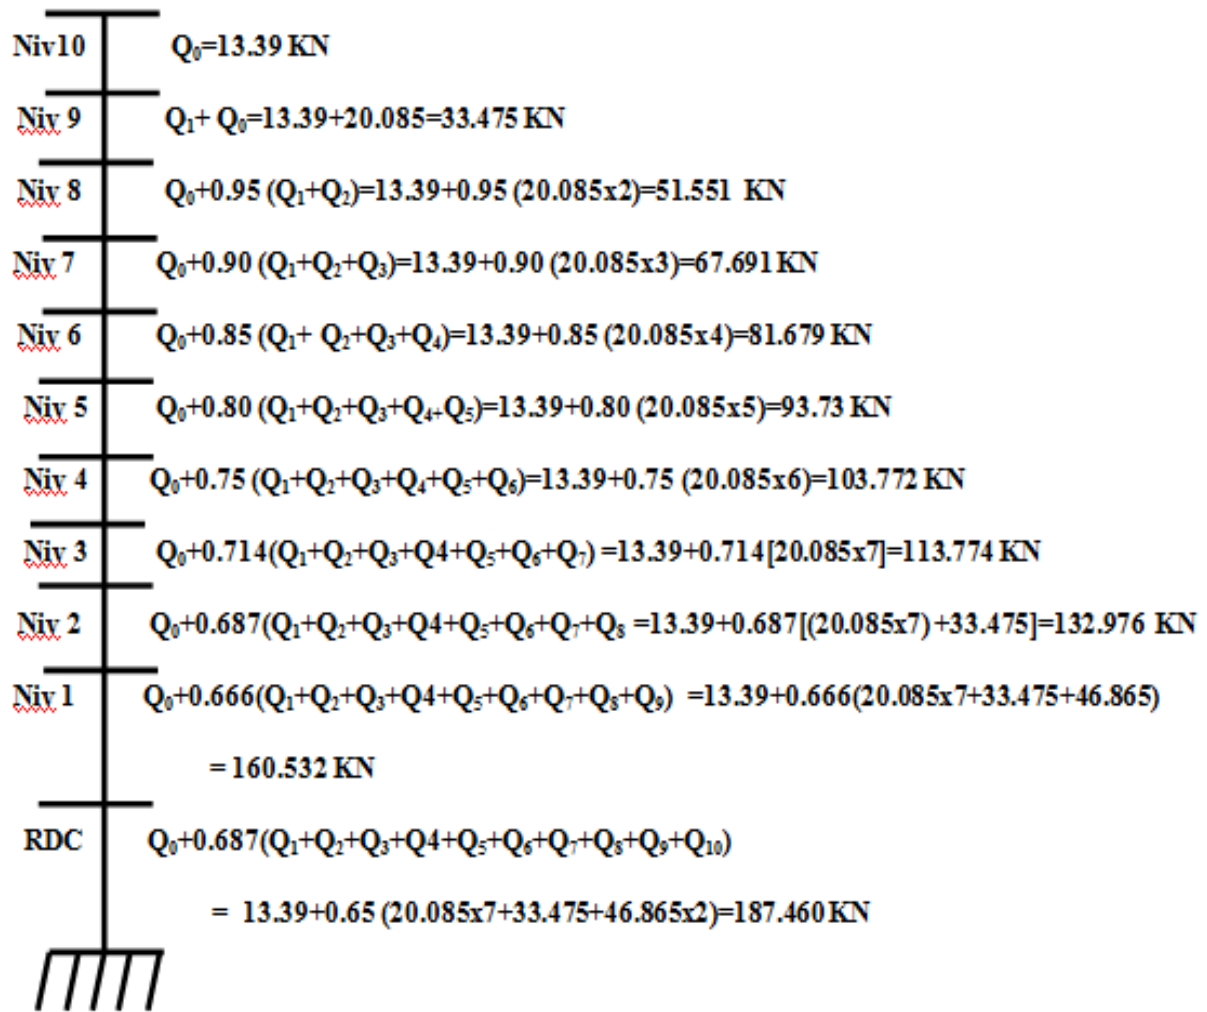 Niv10 Q₀=13.39 KN
Niv 9 Q₁+ Q₀=13.39+20.085=33.475 KN
Niv 8 Q₀+0.95 (Q₁+Q₂)=13.39+0.95 (20.085x2)=51.551 KN
Niv 7 Q₀+0.90 (Q₁+Q₂+Q₃)=13.39+0.90 (20.085x3)=67.691 KN
Niv 6 Q₀+0.85 (Q₁+ Q₂+Q₃+Q₄)=13.39+0.85 (20.085x4)=81.679 KN
Niv 5 Q₀+0.80 (Q₁+Q₂+Q₃+Q₄₊Q₅)=13.39+0.80 (20.085x5)=93.73 KN
Niv 4 Q₀+0.75 (Q₁+Q₂+Q₃+Q₄+Q₅+Q₆)=13.39+0.75 (20.085x6)=103.772 KN
Niv 3 Q₀+0.714(Q₁+Q₂+Q₃+Q4+Q₅+Q₆+Q₇) =13.39+0.714[20.085x7]=113.774 KN
Niv 2 Q₀+0.687(Q₁+Q₂+Q₃+Q4+Q₅+Q₆+Q₇+Q₈ =13.39+0.687[(20.085x7)+33.475]=132.976 KN
Niv 1 Q₀+0.666(Q₁+Q₂+Q₃+Q4+Q₅+Q₆+Q₇+Q₈+Q₉) =13.39+0.666(20.085x7+33.475+46.865)
= 160.532 KN
RDC Q₀+0.687(Q₁+Q₂+Q₃+Q4+Q₅+Q₆+Q₇+Q₈+Q₉+Q₁₀)
= 13.39+0.65 (20.085x7+33.475+46.865x2)=187.460 KN